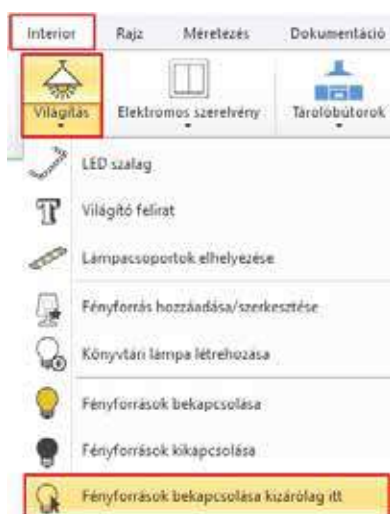 Interior Rajz Méretezés Dokumentáció
Világítás Elektromos szerelvény Tárolóbútorok
LED szalag
Világító felirat
Lámpacsoportok elhelyezése
Fényforrás hozzáadása/szerkesztése
Könyvtári lámpa létrehozása
Fényforrások bekapcsolása
Fényforrások kikapcsolása
Fényforrások bekapcsolása kizárólag itt